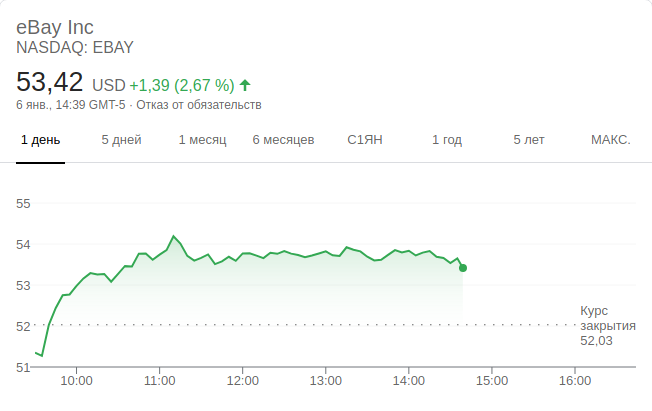 eBay Inc
NASDAQ: EBAY
53,42 USD +1,39 (2,67 %)
6 янв., 14:39 GMT-5 · Отказ от обязательств
1 день 5 дней 1 месяц 6 месяцев С1ЯН 1 год 5 лет МАКС.
55
54
53
52
51
Курс
закрытия
52,03
10:00 11:00 12:00 13:00 14:00 15:00 16:00